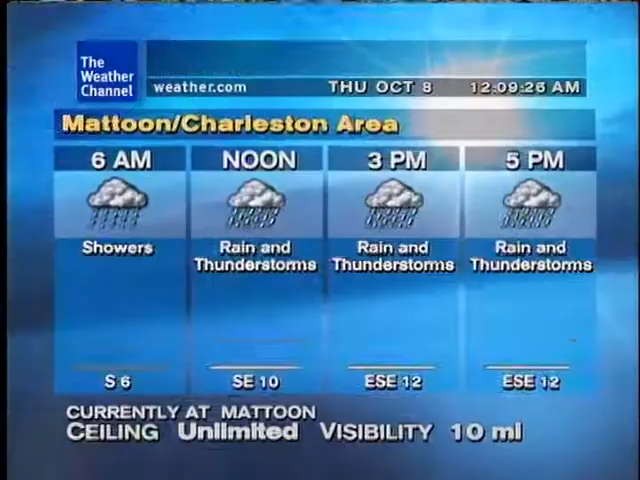 The
Weather
Channel
weather.com THU OCT 8 12:09:26 AM
Mattoon/Charleston Area
6 AM NOON 3 PM 5 PM
Showers Rain and Rain and Rain and
Thunderstorms Thunderstorms Thunderstorms
S 6 SE 10 ESE 12 ESE 12
CURRENTLY AT MATTOON
CEILING Unlimited VISIBILITY 10 mi